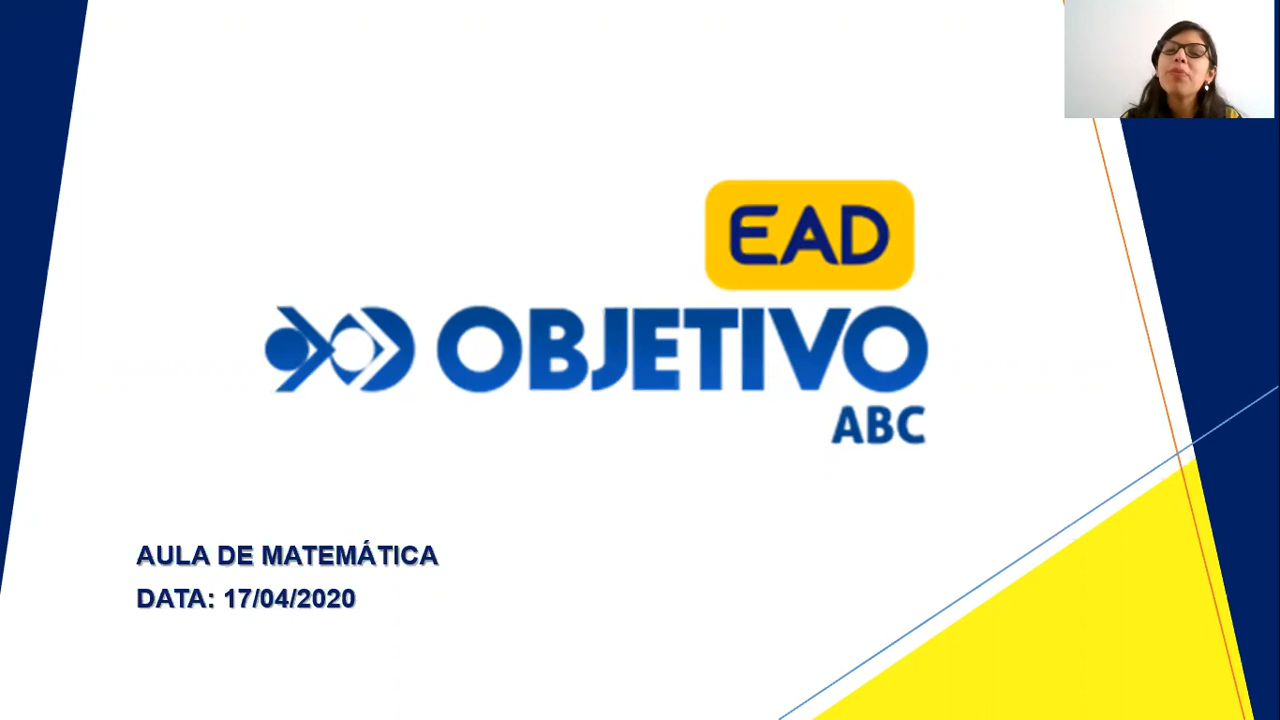 EAD
OBJETIVO
ABC
AULA DE MATEMÁTICA
DATA: 17/04/2020